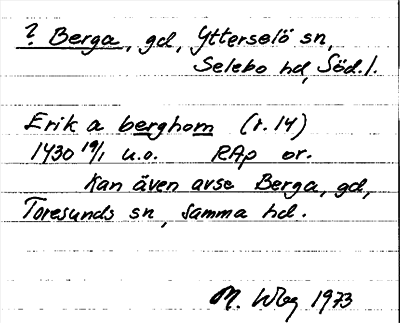 ? Berga, gd, Ytterselö sn,
Selebo hd, Söd.l.
Erik a berghom (r. 14)
1430 19/1 u.o. RAp or.
Kan även avse Berga, gd,
Toresunds sn, samma hd.
M. Wbg 1973